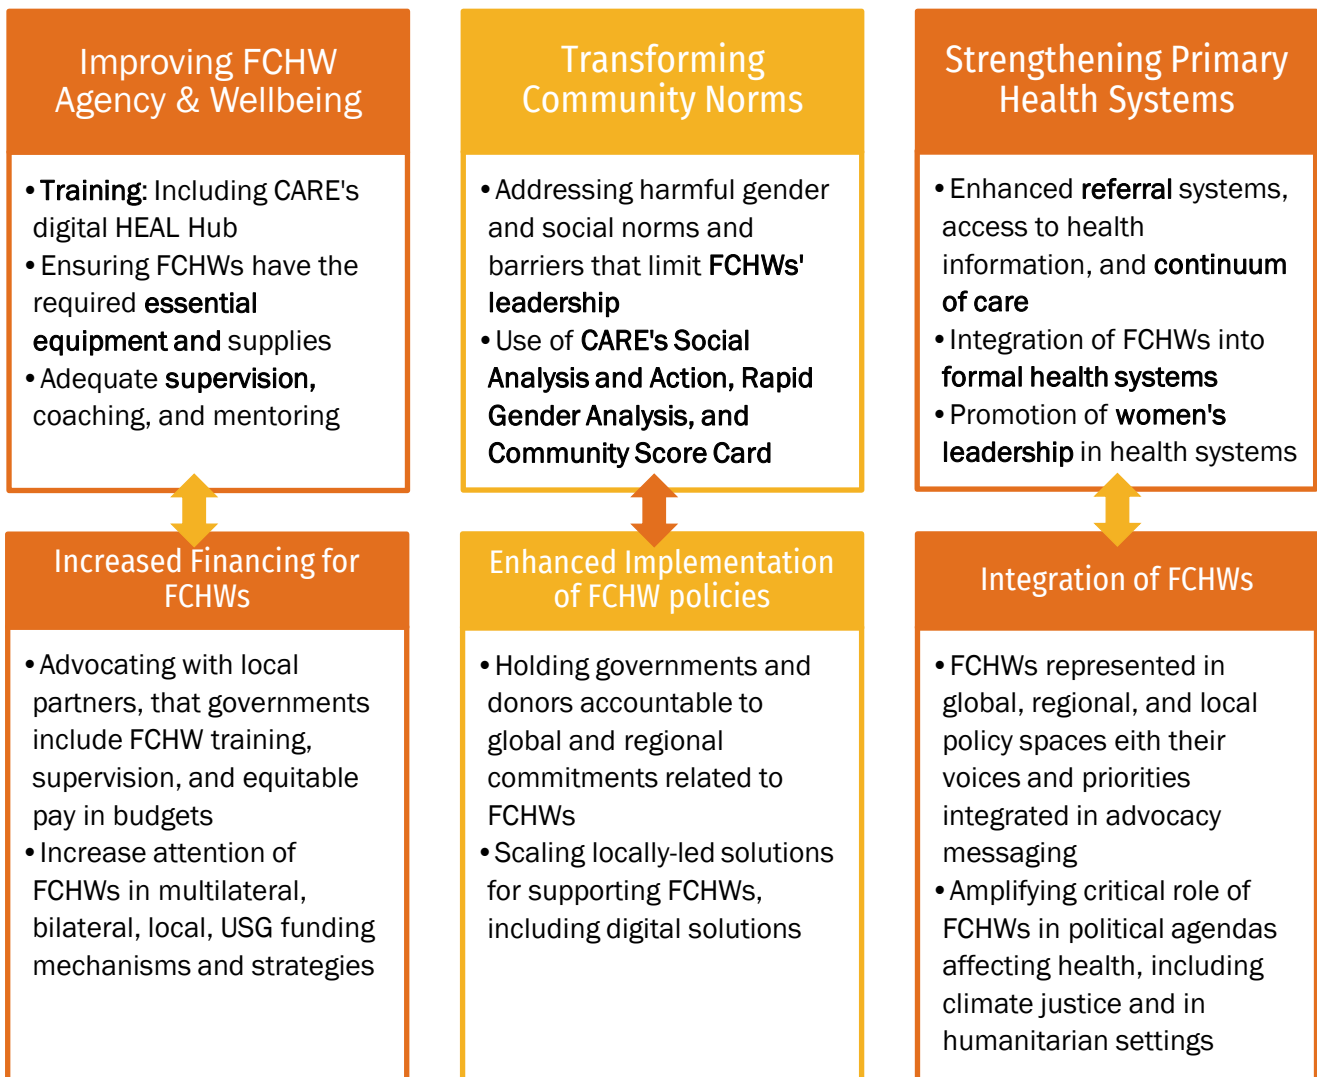 Improving FCHW
Agency & Wellbeing
• Training: Including CARE's
digital HEAL Hub
• Ensuring FCHWs have the
required essential
equipment and supplies
• Adequate supervision,
coaching, and mentoring
Transforming
Community Norms
• Addressing harmful gender
and social norms and
barriers that limit FCHWs'
leadership
• Use of CARE's Social
Analysis and Action, Rapid
Gender Analysis, and
Community Score Card
Strengthening Primary
Health Systems
• Enhanced referral systems,
access to health
information, and continuum
of care
• Integration of FCHWs into
formal health systems
• Promotion of women's
leadership in health systems
Increased Financing for
FCHWs
• Advocating with local
partners, that governments
include FCHW training,
supervision, and equitable
pay in budgets
• Increase attention of
FCHWs in multilateral,
bilateral, local, USG funding
mechanisms and strategies
Enhanced Implementation
of FCHW policies
• Holding governments and
donors accountable to
global and regional
commitments related to
FCHWs
• Scaling locally-led solutions
for supporting FCHWs,
including digital solutions
Integration of FCHWs
• FCHWs represented in
global, regional, and local
policy spaces eith their
voices and priorities
integrated in advocacy
messaging
• Amplifying critical role of
FCHWs in political agendas
affecting health, including
climate justice and in
humanitarian settings